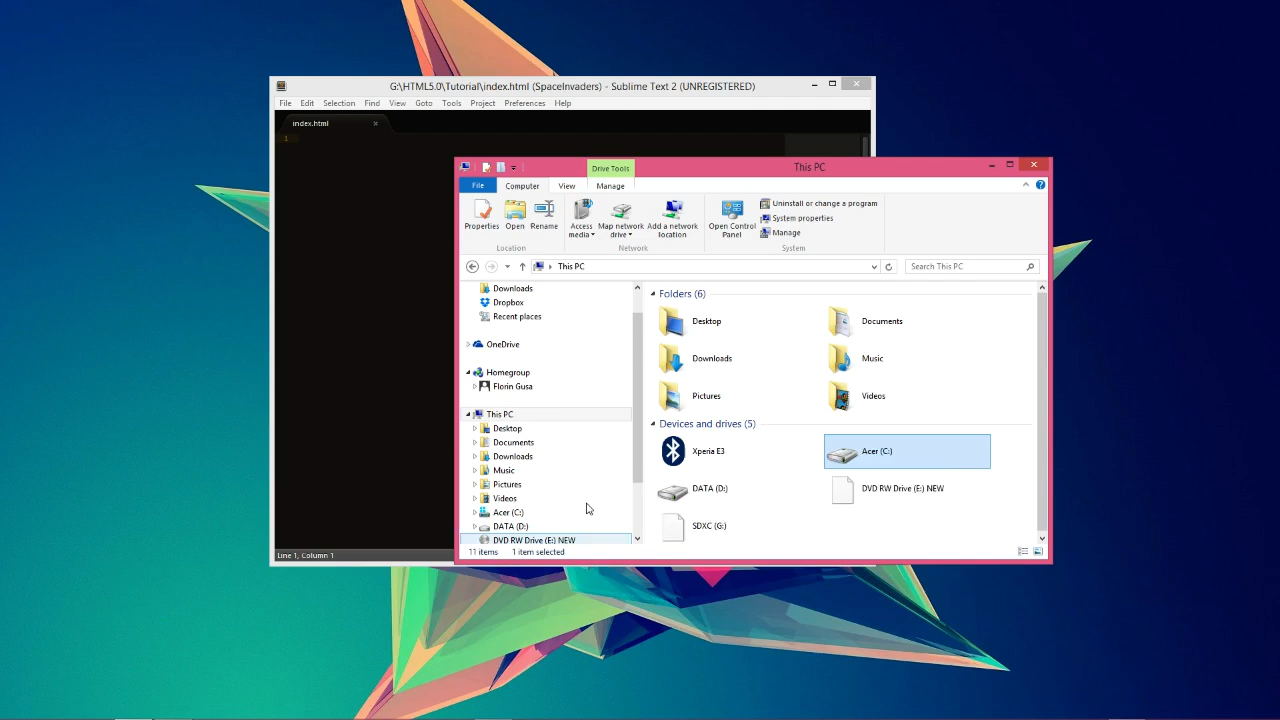 G:\HTML5.0\Tutorial\index.html (SpaceInvaders) - Sublime Text 2 (UNREGISTERED)
File Edit Selection Find View Goto Tools Project Preferences Help
index.html
1
Line 1, Column 1
Drive Tools
This PC
File Computer View Manage
Properties Open Rename
Location
Access media Map network drive Add a network location
Network
Open Control Panel
Uninstall or change a program
System properties
Manage
System
This PC
Search This PC
Downloads
Dropbox
Recent places
OneDrive
Homegroup
Florin Gusa
This PC
Desktop
Documents
Downloads
Music
Pictures
Videos
Acer (C:)
DATA (D:)
DVD RW Drive (E:) NEW
Folders (6)
Desktop Documents
Downloads Music
Pictures Videos
Devices and drives (5)
Xperia E3 Acer (C:)
DATA (D:) DVD RW Drive (E:) NEW
SDXC (G:)
11 items 1 item selected